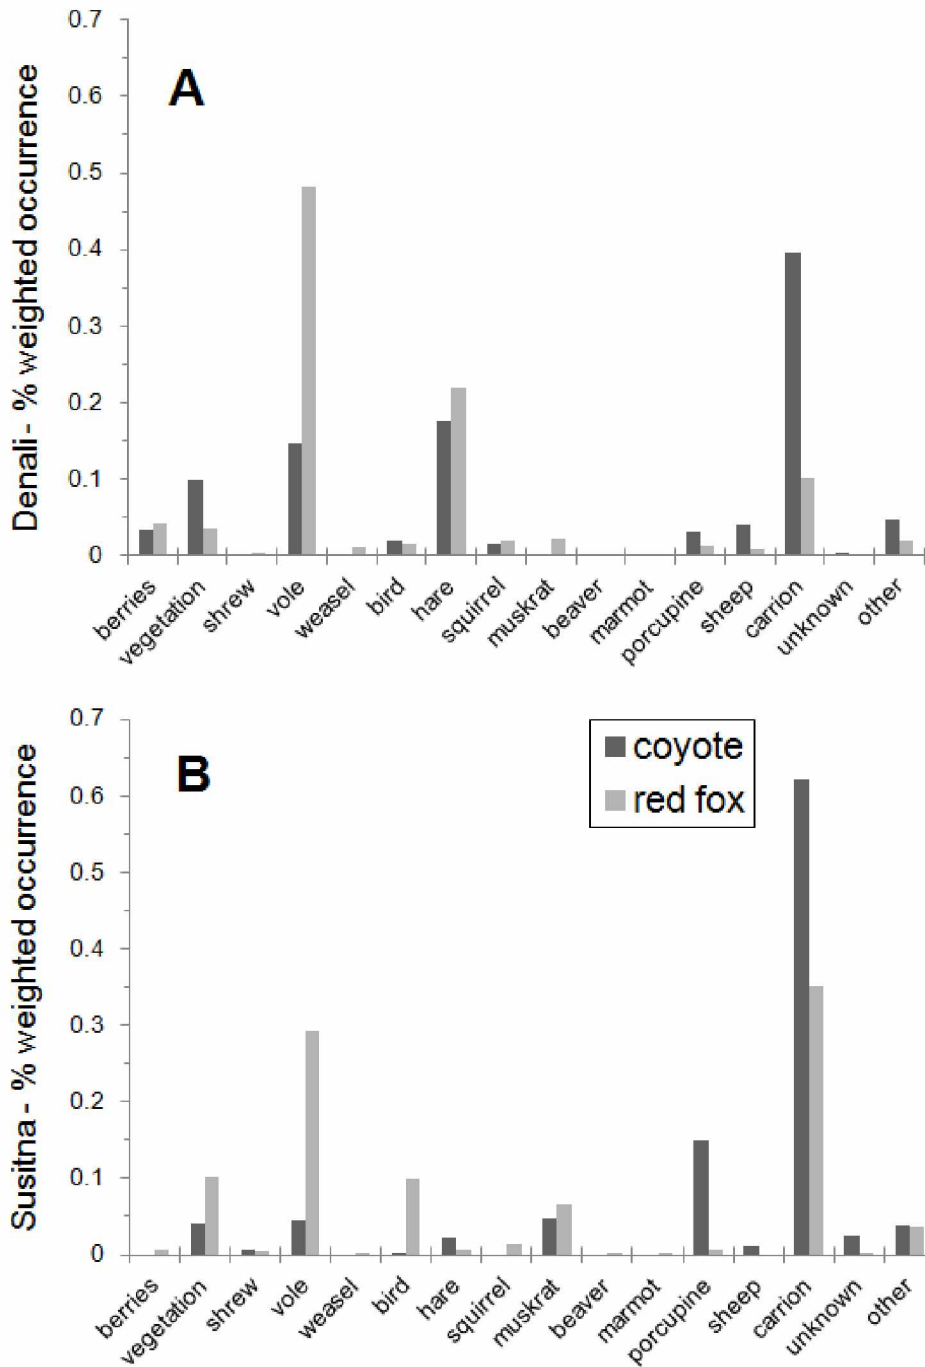 A
Denali - % weighted occurrence
0.7
0.6
0.5
0.4
0.3
0.2
0.1
0
berries
vegetation
shrew
vole
weasel
bird
hare
squirrel
muskrat
beaver
marmot
porcupine
sheep
carrion
unknown
other
B
Susitna - % weighted occurrence
0.7
0.6
0.5
0.4
0.3
0.2
0.1
0
coyote
red fox
berries
vegetation
shrew
vole
weasel
bird
hare
squirrel
muskrat
beaver
marmot
porcupine
sheep
carrion
unknown
other